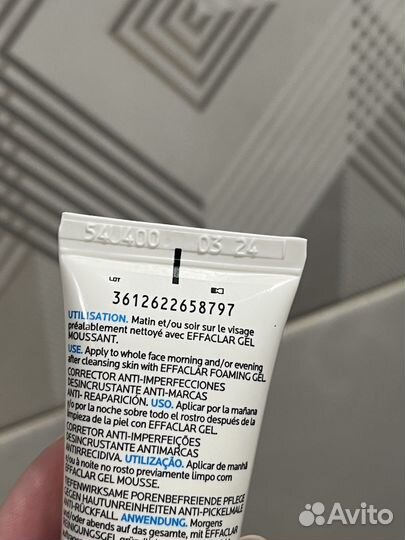 54U400 03 24
LOT
3612622658797
UTILISATION. Matin et/ou soir sur le visage
préalablement nettoyé avec EFFACLAR GEL
MOUSSANT.
USE. Apply to whole face morning and/or evening
after cleansing skin with EFFACLAR FOAMING GEL.
CORRECTOR ANTI-IMPERFECCIONES
DESINCRUSTANTE ANTI-MARCAS
ANTI- REAPARICIÓN. USO. Aplicar por la mañana
y/o por la noche sobre todo el rostro después de la
limpieza de la piel con EFFACLAR GEL.
CORRETOR ANTI-IMPERFEIÇÕES
DESINCRUSTANTE ANTIMARCAS
ANTIRRECIDIVA. UTILIZAÇÃO. Aplicar de manhã
e/ou à noite no rosto previamente limpo com
EFFACLAR GEL MOUSSE.
TIEFENWIRKSAME PORENBEFREIENDE PFLEGE
GEGEN HAUTUNREINHEITEN ANTI-PICKELMALE
ANTI-RÜCKFALL. ANWENDUNG. Morgens
und/oder abends auf das gesamte, mit EFFACLAR
REINIGUNGSGEL
Avito